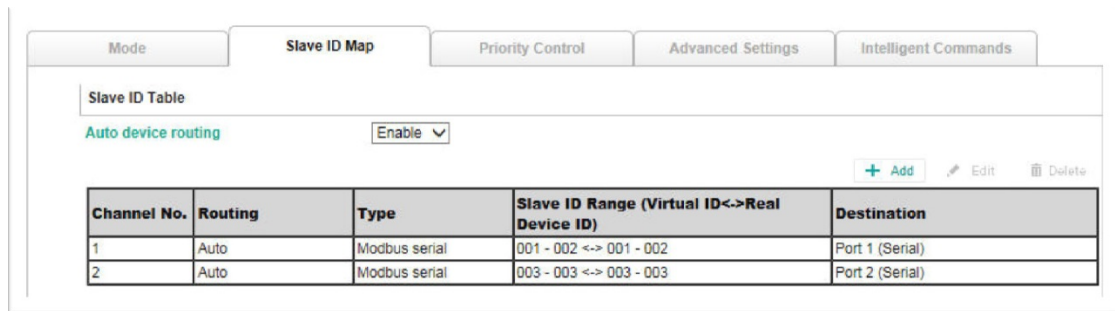 Mode Slave ID Map Priority Control Advanced Settings Intelligent Commands
Slave ID Table
Auto device routing Enable
+ Add Edit Delete
Channel No. Routing Type Slave ID Range (Virtual ID<->Real Device ID) Destination
1 Auto Modbus serial 001 - 002 <-> 001 - 002 Port 1 (Serial)
2 Auto Modbus serial 003 - 003 <-> 003 - 003 Port 2 (Serial)